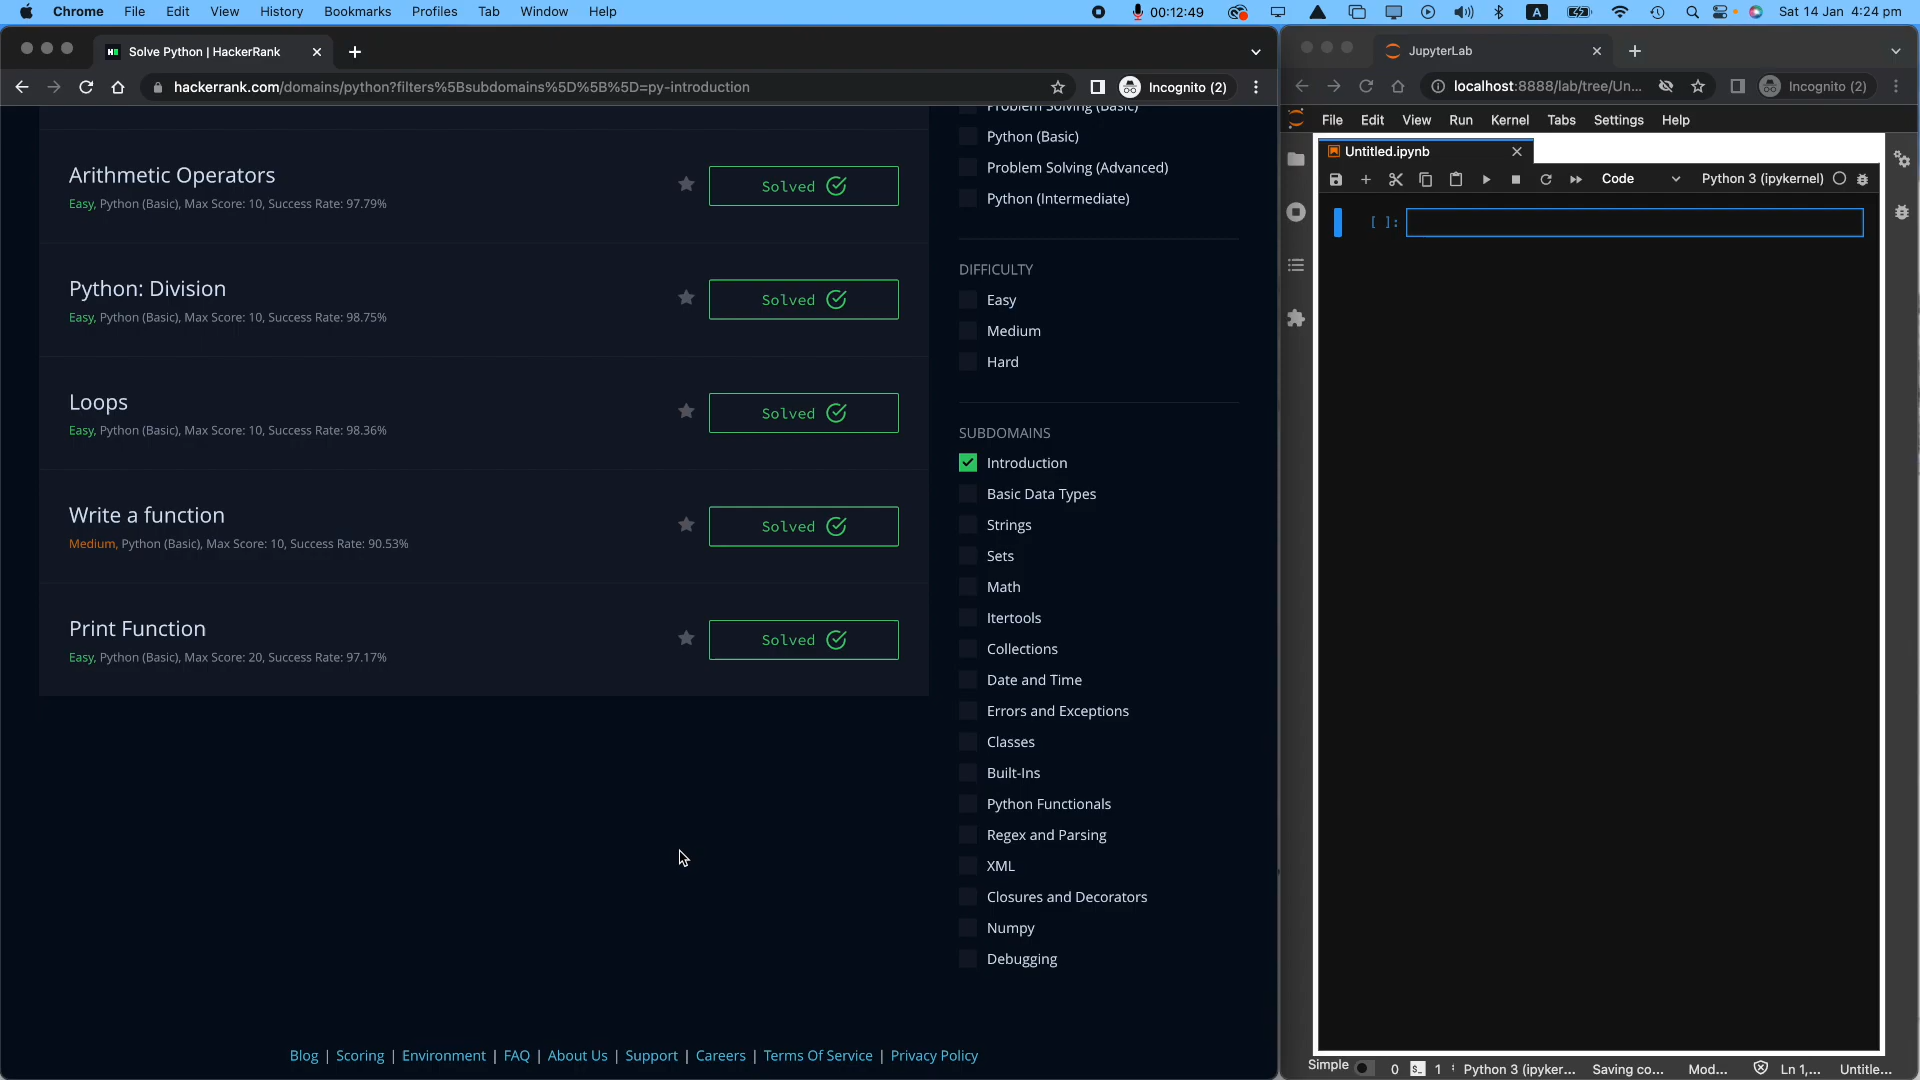 Chrome File Edit View History Bookmarks Profiles Tab Window Help 00:12:49 A Sat 14 Jan 4:24 pm
Solve Python | HackerRank
hackerrank.com/domains/python?filters%5Bsubdomains%5D%5B%5D=py-introduction Incognito (2)
Problem Solving (Basic)
Python (Basic)
Problem Solving (Advanced)
Python (Intermediate)
Arithmetic Operators
Easy, Python (Basic), Max Score: 10, Success Rate: 97.79%
Solved
Python: Division
Easy, Python (Basic), Max Score: 10, Success Rate: 98.75%
Solved
Loops
Easy, Python (Basic), Max Score: 10, Success Rate: 98.36%
Solved
Write a function
Medium, Python (Basic), Max Score: 10, Success Rate: 90.53%
Solved
Print Function
Easy, Python (Basic), Max Score: 20, Success Rate: 97.17%
Solved
DIFFICULTY
Easy
Medium
Hard
SUBDOMAINS
Introduction
Basic Data Types
Strings
Sets
Math
Itertools
Collections
Date and Time
Errors and Exceptions
Classes
Built-Ins
Python Functionals
Regex and Parsing
XML
Closures and Decorators
Numpy
Debugging
Blog | Scoring | Environment | FAQ | About Us | Support | Careers | Terms Of Service | Privacy Policy
JupyterLab
localhost:8888/lab/tree/Un... Incognito (2)
File Edit View Run Kernel Tabs Settings Help
Untitled.ipynb
Code Python 3 (ipykernel)
[ ]:
Simple 0 1 Python 3 (ipyker... Saving co... Mod... Ln 1,... Untitle...